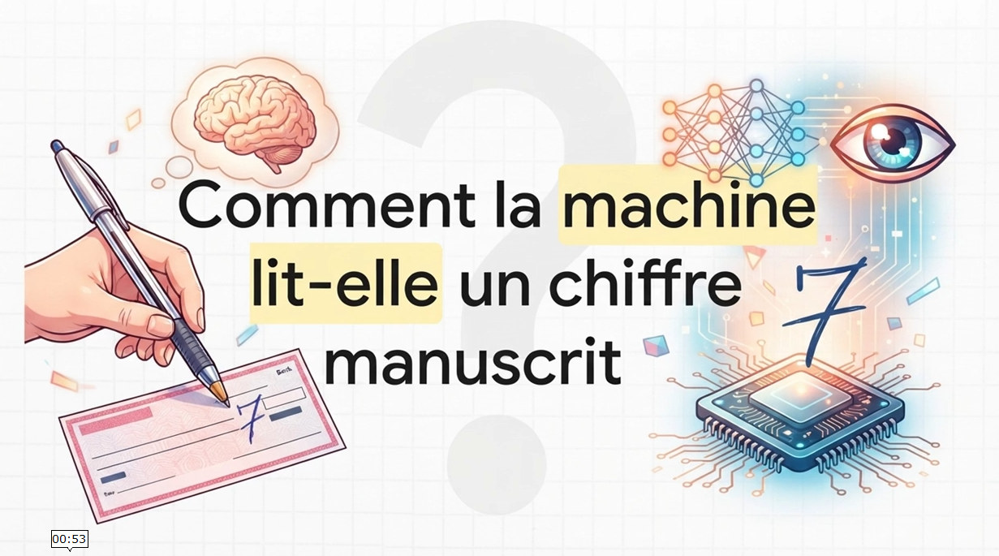 Comment la machine
lit-elle un chiffre
manuscrit
7
7
00:53